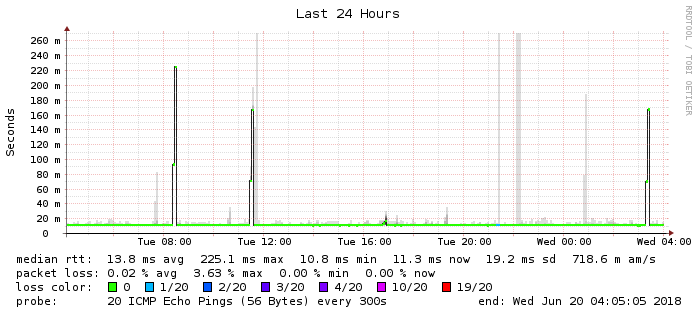 Last 24 Hours
RRDTOOL / TOBI OETIKER
Seconds
260 m
240 m
220 m
200 m
180 m
160 m
140 m
120 m
100 m
80 m
60 m
40 m
20 m
0
Tue 08:00 Tue 12:00 Tue 16:00 Tue 20:00 Wed 00:00 Wed 04:00
median rtt: 13.8 ms avg 225.1 ms max 10.8 ms min 11.3 ms now 19.2 ms sd 718.6 m am/s
packet loss: 0.02 % avg 3.63 % max 0.00 % min 0.00 % now
loss color: 0 1/20 2/20 3/20 4/20 10/20 19/20
probe: 20 ICMP Echo Pings (56 Bytes) every 300s end: Wed Jun 20 04:05:05 2018